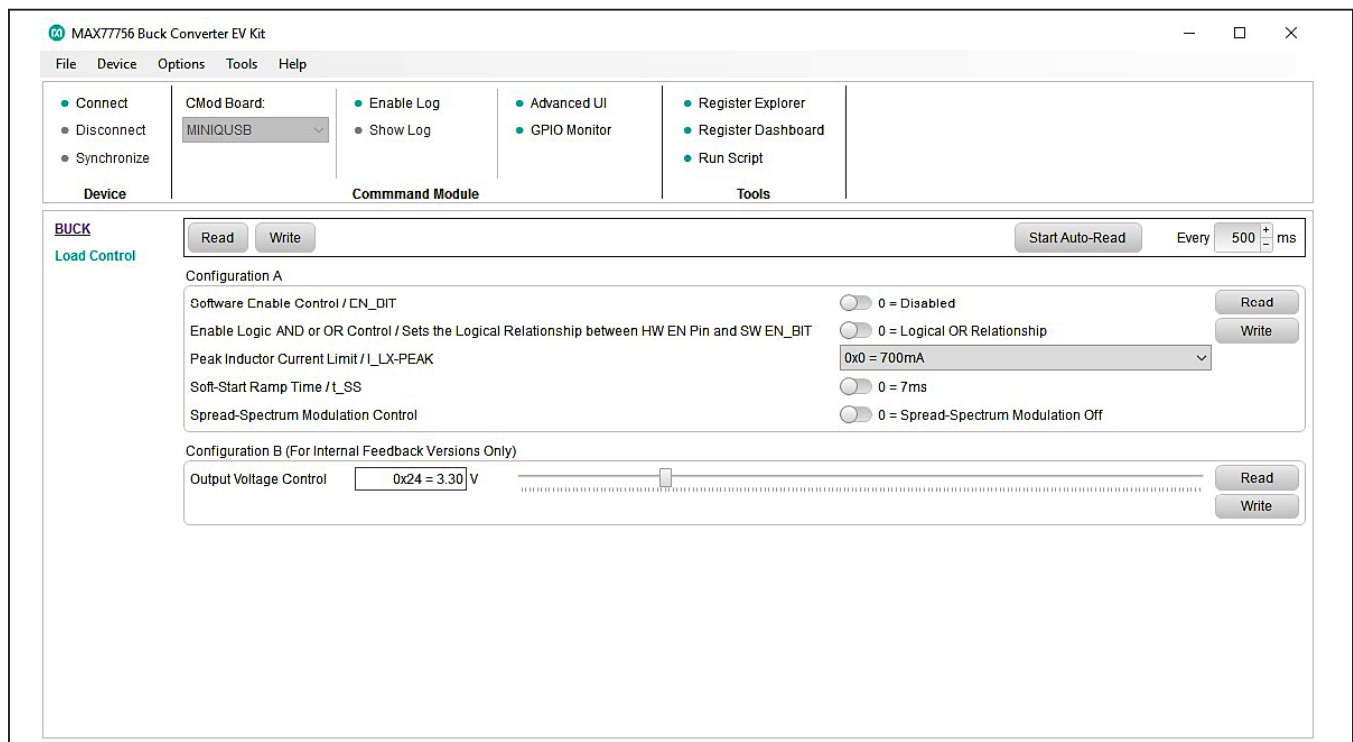 MAX77756 Buck Converter EV Kit
File Device Options Tools Help
Connect
Disconnect
Synchronize
Device
CMod Board:
MINIQUSB
Enable Log
Show Log
Advanced UI
GPIO Monitor
Commmand Module
Register Explorer
Register Dashboard
Run Script
Tools
BUCK
Load Control
Read Write Start Auto-Read Every 500 + - ms
Configuration A
Software Enable Control / EN_BIT 0 = Disabled Read
Enable Logic AND or OR Control / Sets the Logical Relationship between HW EN Pin and SW EN_BIT 0 = Logical OR Relationship Write
Peak Inductor Current Limit / I_LX-PEAK 0x0 = 700mA
Soft-Start Ramp Time / t_SS 0 = 7ms
Spread-Spectrum Modulation Control 0 = Spread-Spectrum Modulation Off
Configuration B (For Internal Feedback Versions Only)
Output Voltage Control 0x24 = 3.30 V Read
Write